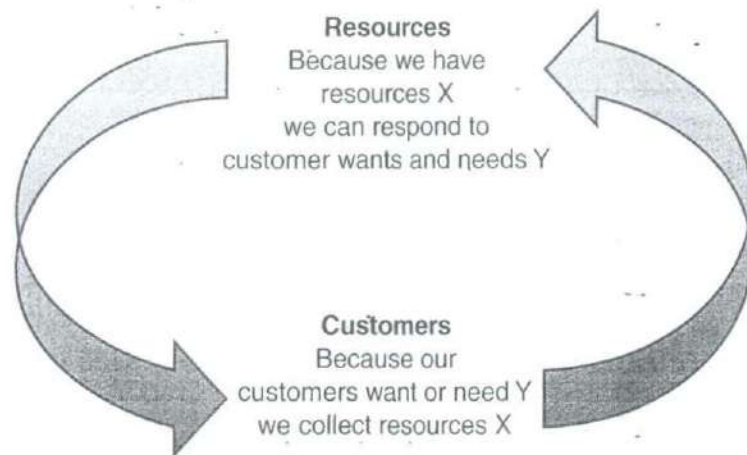 Resources
Because we have
resources X
we can respond to
customer wants and needs Y
Customers
Because our
customers want or need Y
we collect resources X